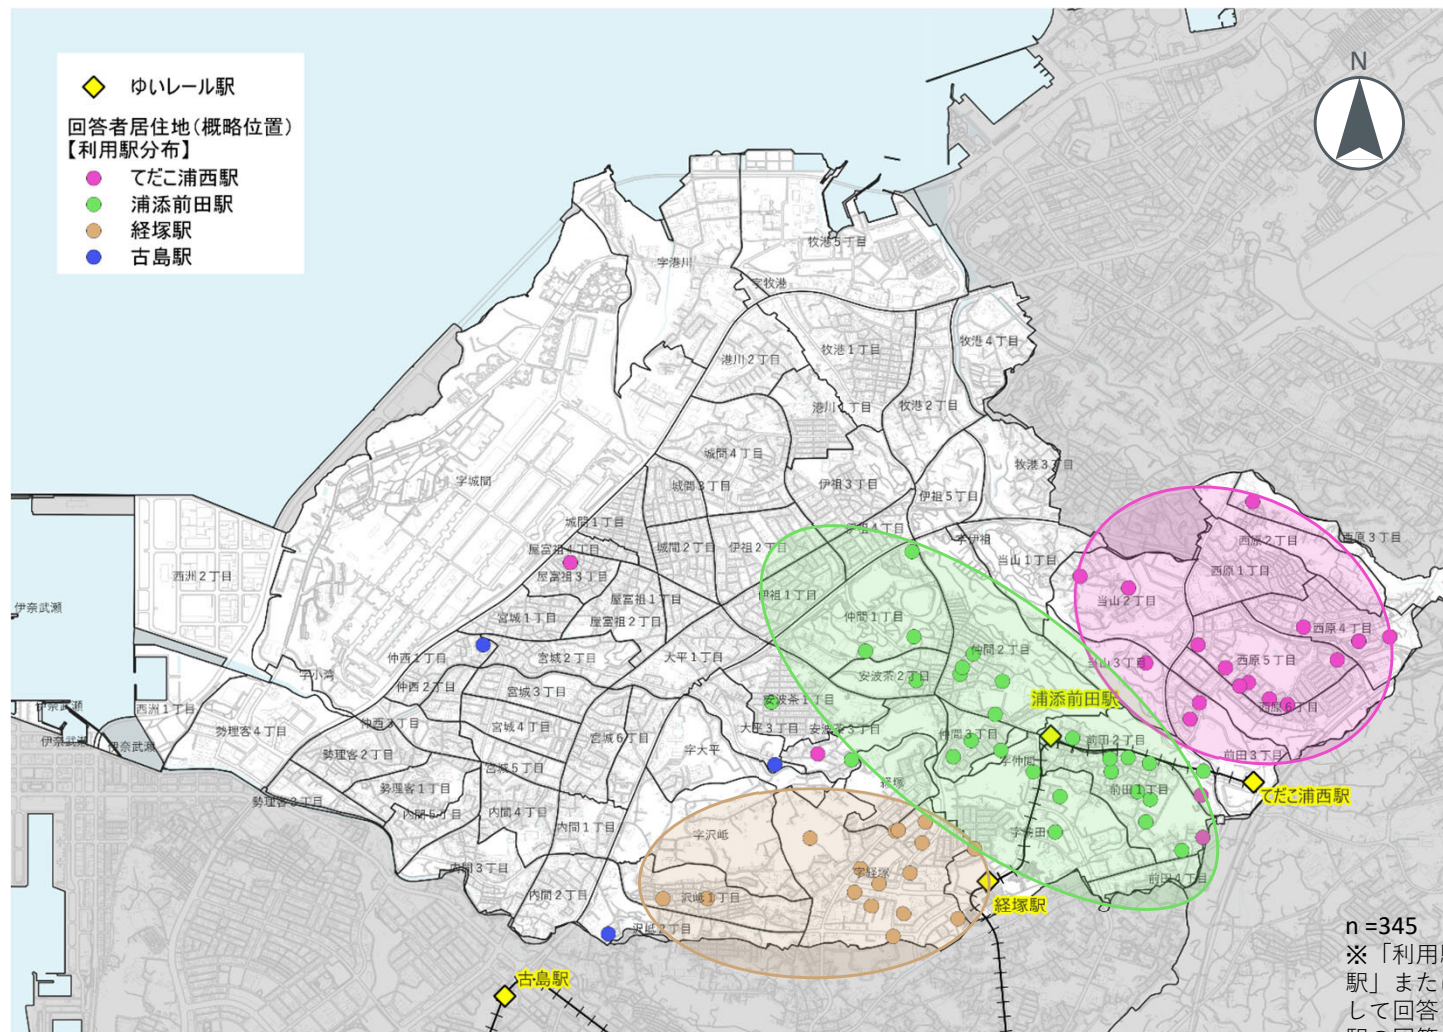 N
ゆいレール駅
回答者居住地(概略位置)
【利用駅分布】
てだこ浦西駅
浦添前田駅
経塚駅
古島駅
牧港5丁目
字港川
字牧港
牧港4丁目
牧港1丁目
港川2丁目
港川1丁目
牧港2丁目
城間4丁目
牧港3丁目
字城間
城間3丁目
伊祖3丁目
伊祖5丁目
城間1丁目
伊祖4丁目
字伊祖
西原2丁目
西原3丁目
屋富祖4丁目
城間2丁目
伊祖2丁目
当山1丁目
西原1丁目
西洲2丁目
屋富祖3丁目
伊祖1丁目
当山2丁目
屋富祖1丁目
伊奈武瀬
宮城1丁目
屋富祖2丁目
仲間1丁目
西原4丁目
仲西1丁目
宮城2丁目
大平1丁目
仲間2丁目
当山3丁目
西原5丁目
字小湾
安波茶2丁目
仲西2丁目
宮城3丁目
安波茶1丁目
浦添前田駅
伊奈武瀬
西洲1丁目
西原6丁目
仲西3丁目
宮城4丁目
大平3丁目
安波茶3丁目
勢理客4丁目
宮城6丁目
仲間3丁目
前田2丁目
伊奈武瀬
伊奈武瀬
勢理客2丁目
字大平
字仲間
前田3丁目
宮城5丁目
経塚
勢理客1丁目
前田1丁目
てだこ浦西駅
勢理客3丁目
内間5丁目
内間4丁目
内間1丁目
字沢岻
字前田
内間3丁目
字経塚
前田4丁目
内間2丁目
沢岻1丁目
経塚駅
沢岻2丁目
古島駅
n=345
※「利用駅
駅」また
して回答